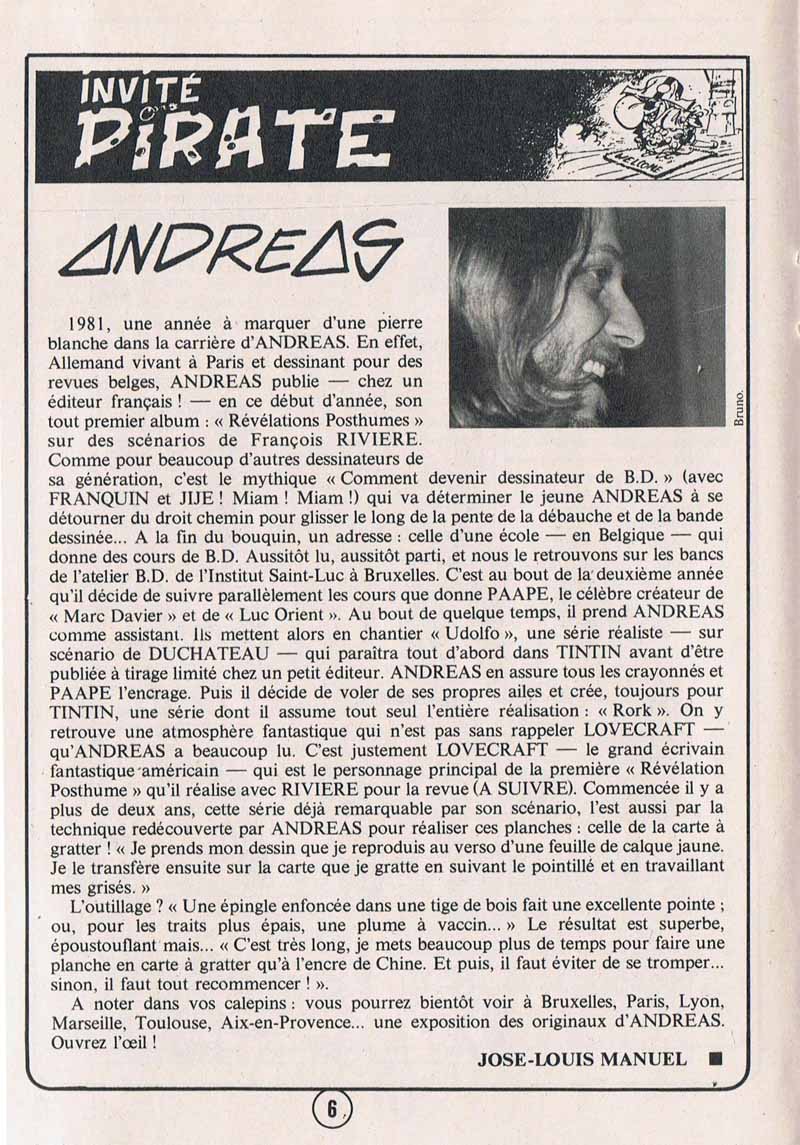 INVITÉ
PIRATE
WELCOME
ANDREAS
Bruno.
1981, une année à marquer d'une pierre
blanche dans la carrière d'ANDREAS. En effet,
Allemand vivant à Paris et dessinant pour des
revues belges, ANDREAS publie — chez un
éditeur français ! — en ce début d'année, son
tout premier album : « Révélations Posthumes »
sur des scénarios de François RIVIERE.
Comme pour beaucoup d'autres dessinateurs de
sa génération, c'est le mythique « Comment devenir dessinateur de B.D. » (avec
FRANQUIN et JIJE ! Miam ! Miam !) qui va déterminer le jeune ANDREAS à se
détourner du droit chemin pour glisser le long de la pente de la débauche et de la bande
dessinée... A la fin du bouquin, un adresse : celle d'une école — en Belgique — qui
donne des cours de B.D. Aussitôt lu, aussitôt parti, et nous le retrouvons sur les bancs
de l'atelier B.D. de l'Institut Saint-Luc à Bruxelles. C'est au bout de la deuxième année
qu'il décide de suivre parallèlement les cours que donne PAAPE, le célèbre créateur de
« Marc Davier » et de « Luc Orient ». Au bout de quelque temps, il prend ANDREAS
comme assistant. Ils mettent alors en chantier « Udolfo », une série réaliste — sur
scénario de DUCHATEAU — qui paraîtra tout d'abord dans TINTIN avant d'être
publiée à tirage limité chez un petit éditeur. ANDREAS en assure tous les crayonnés et
PAAPE l'encrage. Puis il décide de voler de ses propres ailes et crée, toujours pour
TINTIN, une série dont il assume tout seul l'entière réalisation : « Rork ». On y
retrouve une atmosphère fantastique qui n'est pas sans rappeler LOVECRAFT —
qu'ANDREAS a beaucoup lu. C'est justement LOVECRAFT — le grand écrivain
fantastique américain — qui est le personnage principal de la première « Révélation
Posthume » qu'il réalise avec RIVIERE pour la revue (A SUIVRE). Commencée il y a
plus de deux ans, cette série déjà remarquable par son scénario, l'est aussi par la
technique redécouverte par ANDREAS pour réaliser ces planches : celle de la carte à
gratter ! « Je prends mon dessin que je reproduis au verso d'une feuille de calque jaune.
Je le transfère ensuite sur la carte que je gratte en suivant le pointillé et en travaillant
mes grisés. »
L'outillage ? « Une épingle enfoncée dans une tige de bois fait une excellente pointe ;
ou, pour les traits plus épais, une plume à vaccin... » Le résultat est superbe,
époustouflant mais... « C'est très long, je mets beaucoup plus de temps pour faire une
planche en carte à gratter qu'à l'encre de Chine. Et puis, il faut éviter de se tromper...
sinon, il faut tout recommencer ! ».
A noter dans vos calepins : vous pourrez bientôt voir à Bruxelles, Paris, Lyon,
Marseille, Toulouse, Aix-en-Provence... une exposition des originaux d'ANDREAS.
Ouvrez l'œil !
JOSE-LOUIS MANUEL ■
6